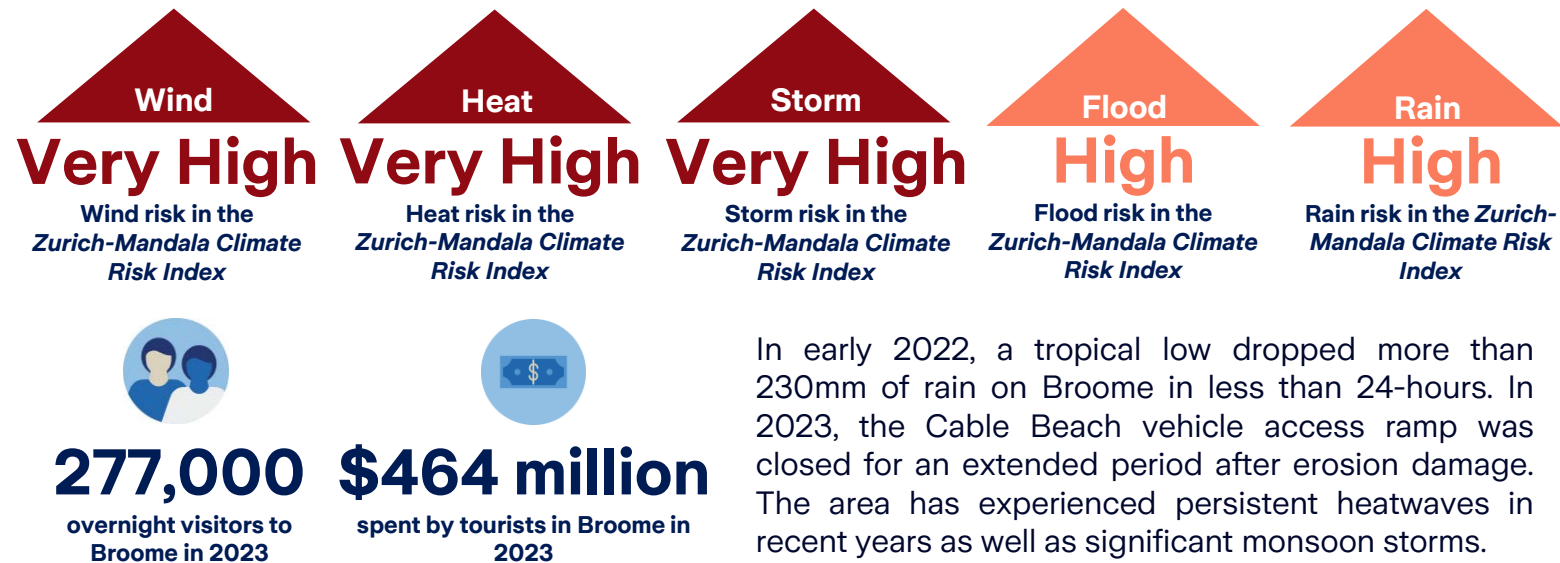 Wind
Very High
Wind risk in the
Zurich-Mandala Climate
Risk Index
Heat
Very High
Heat risk in the
Zurich-Mandala Climate
Risk Index
Storm
Very High
Storm risk in the
Zurich-Mandala Climate
Risk Index
Flood
High
Flood risk in the
Zurich-Mandala Climate
Risk Index
Rain
High
Rain risk in the Zurich-
Mandala Climate Risk
Index
277,000
overnight visitors to
Broome in 2023
$
$464 million
spent by tourists in Broome in
2023
In early 2022, a tropical low dropped more than
230mm of rain on Broome in less than 24-hours. In
2023, the Cable Beach vehicle access ramp was
closed for an extended period after erosion damage.
The area has experienced persistent heatwaves in
recent years as well as significant monsoon storms.